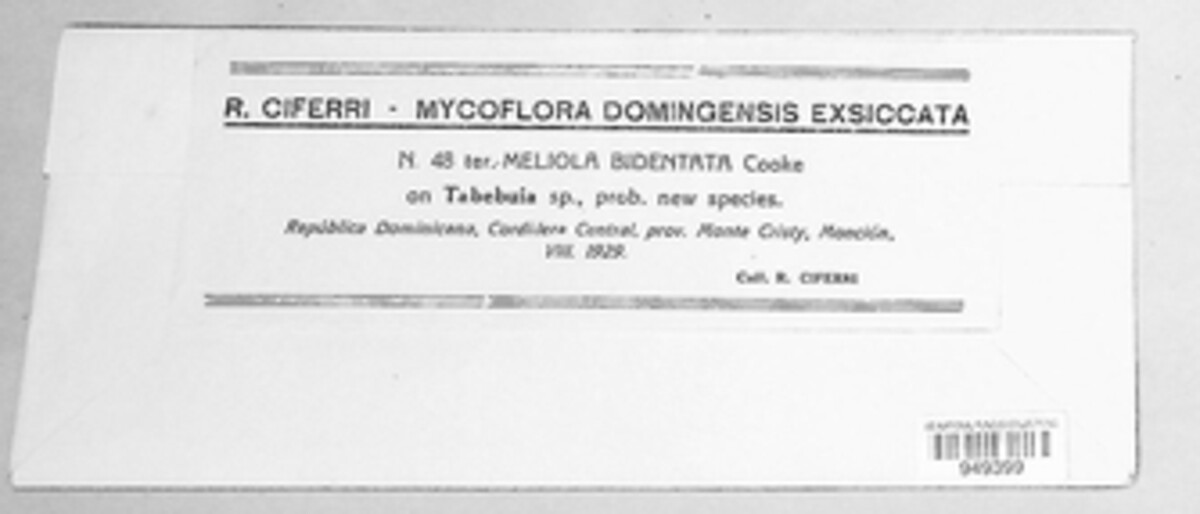 R. CIFERRI - MYCOFLORA DOMINGENSIS EXSICCATA
N. 48 ter.-MELIOLA BIDENTATA Cooke
on Tabebuia sp., prob. new species.
República Dominicana, Cordillera Central, prov. Monte Cristy, Monción,
VIII. 1929.
Coll. R. CIFERRI
949399